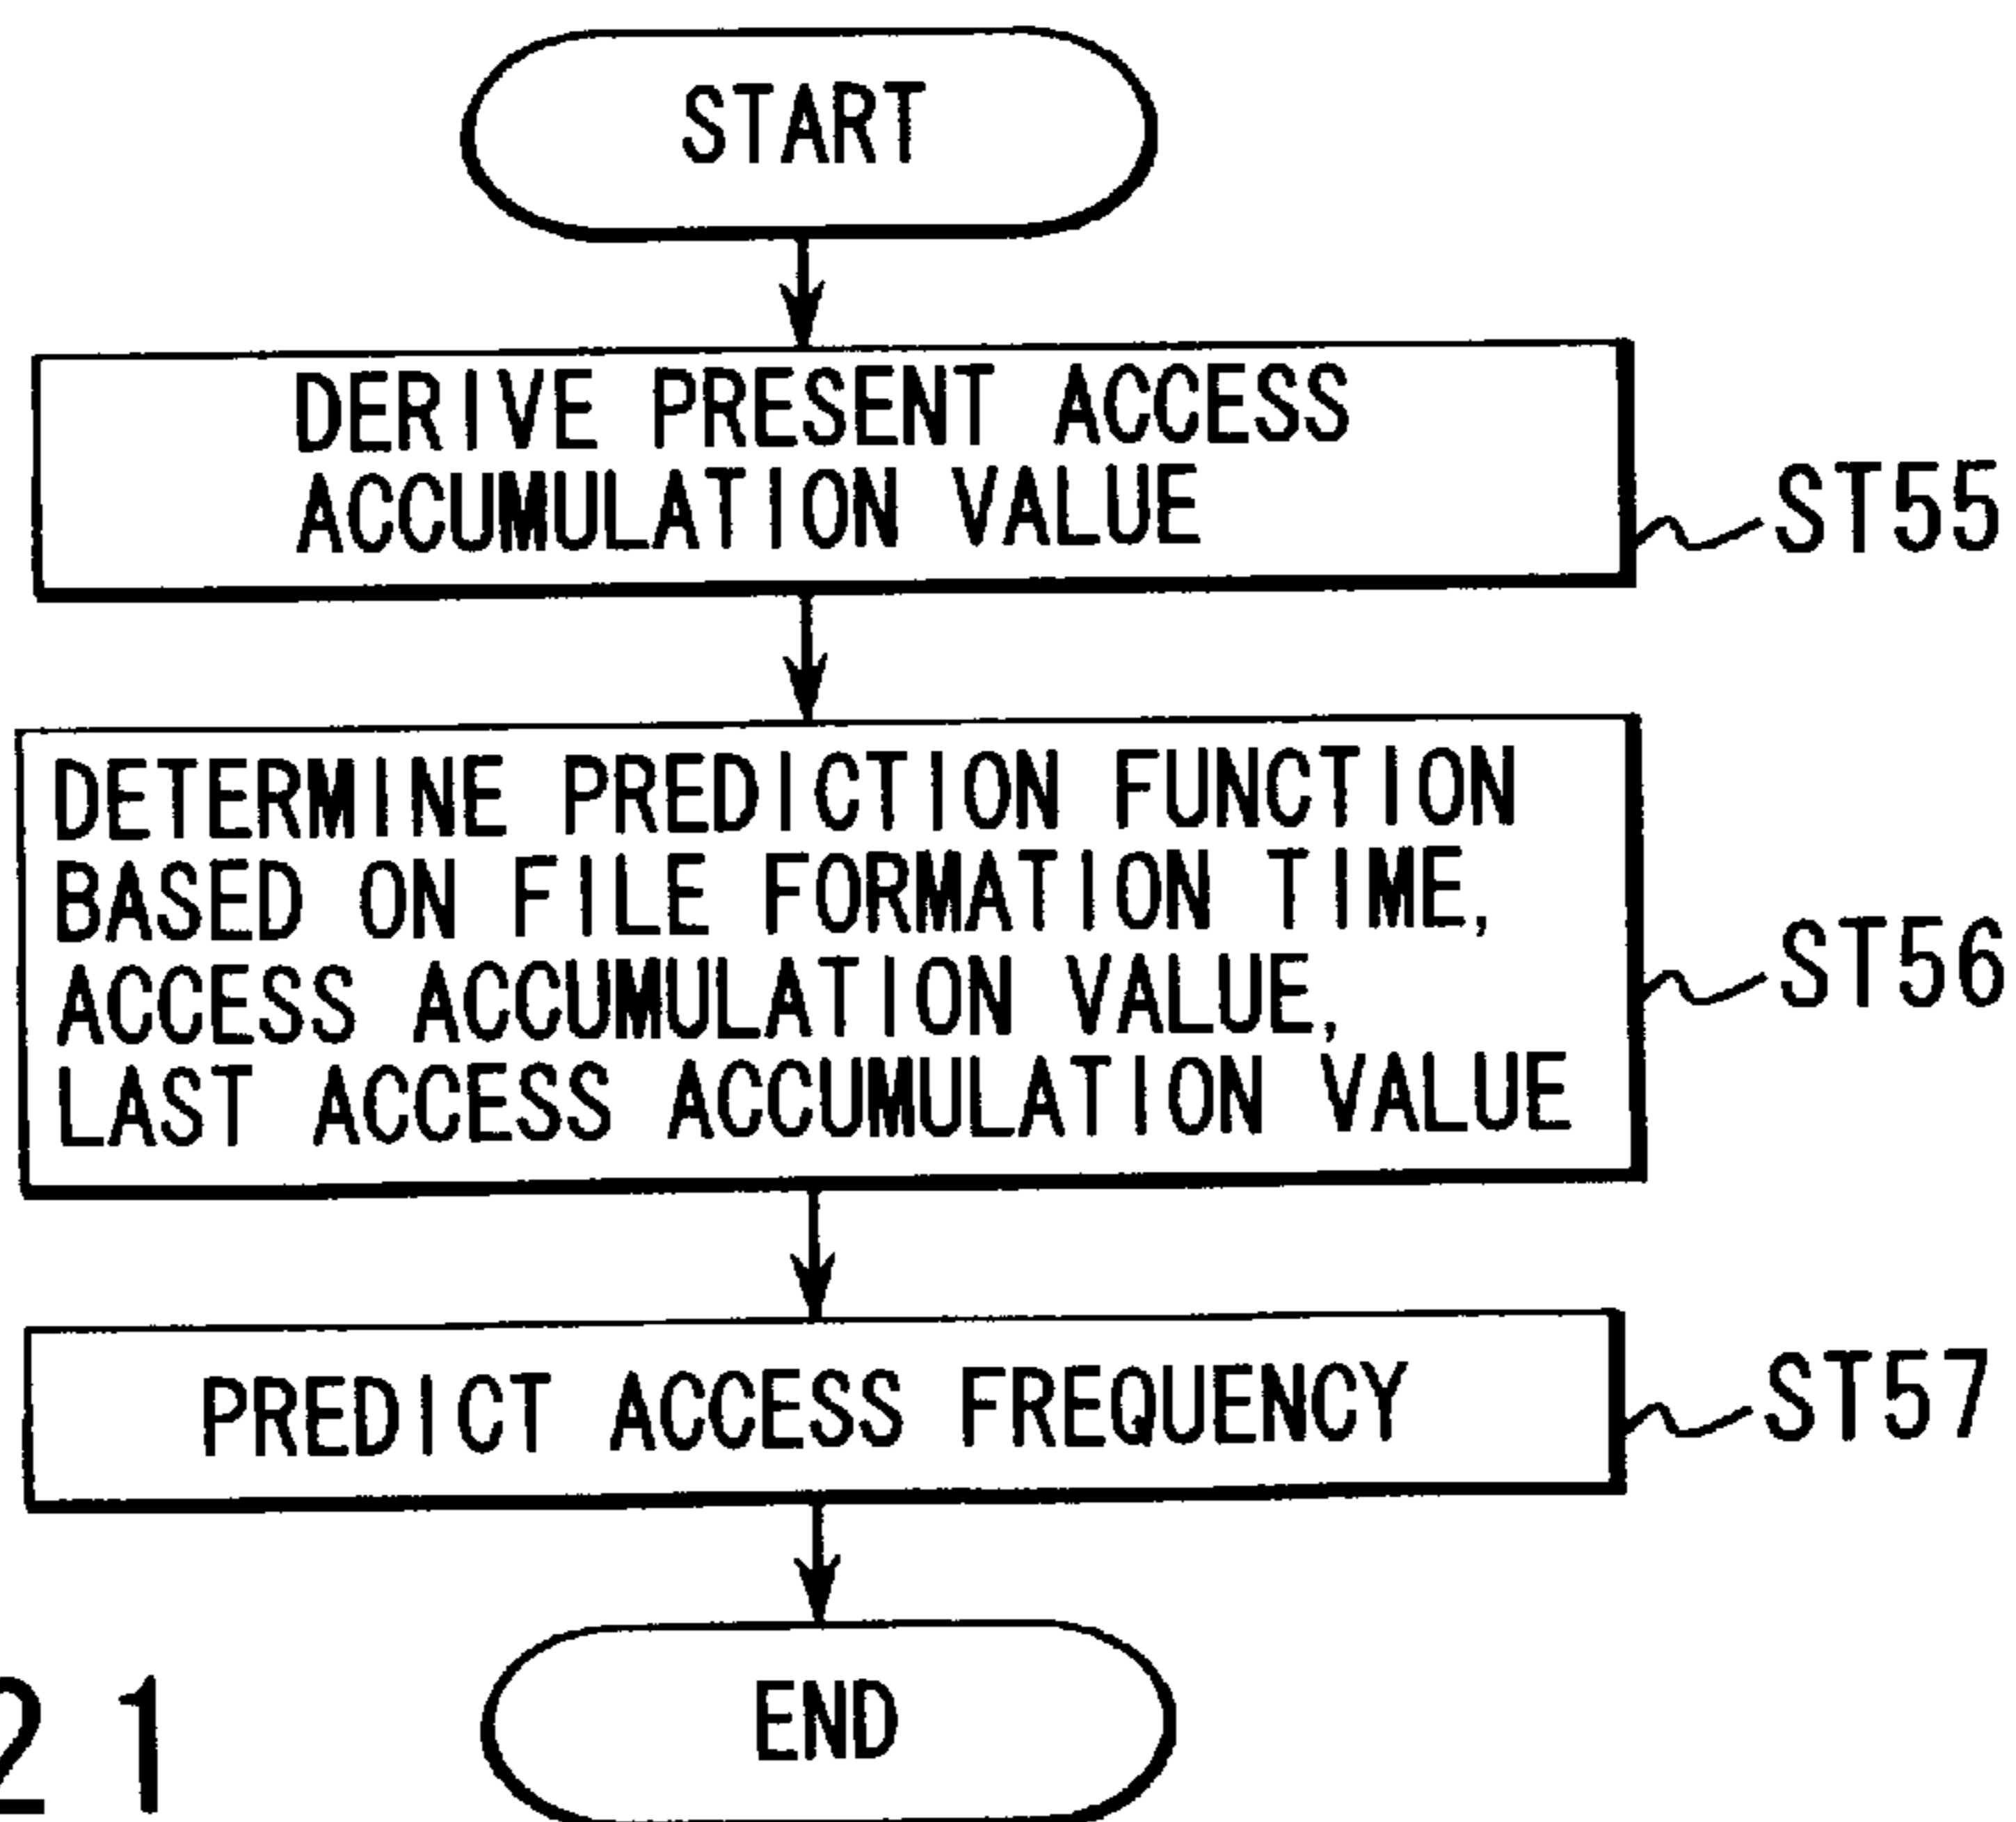 START
DERIVE PRESENT ACCESS
ACCUMULATION VALUE
ST55
DETERMINE PREDICTION FUNCTION
BASED ON FILE FORMATION TIME,
ACCESS ACCUMULATION VALUE,
LAST ACCESS ACCUMULATION VALUE
ST56
PREDICT ACCESS FREQUENCY
ST57
END
21